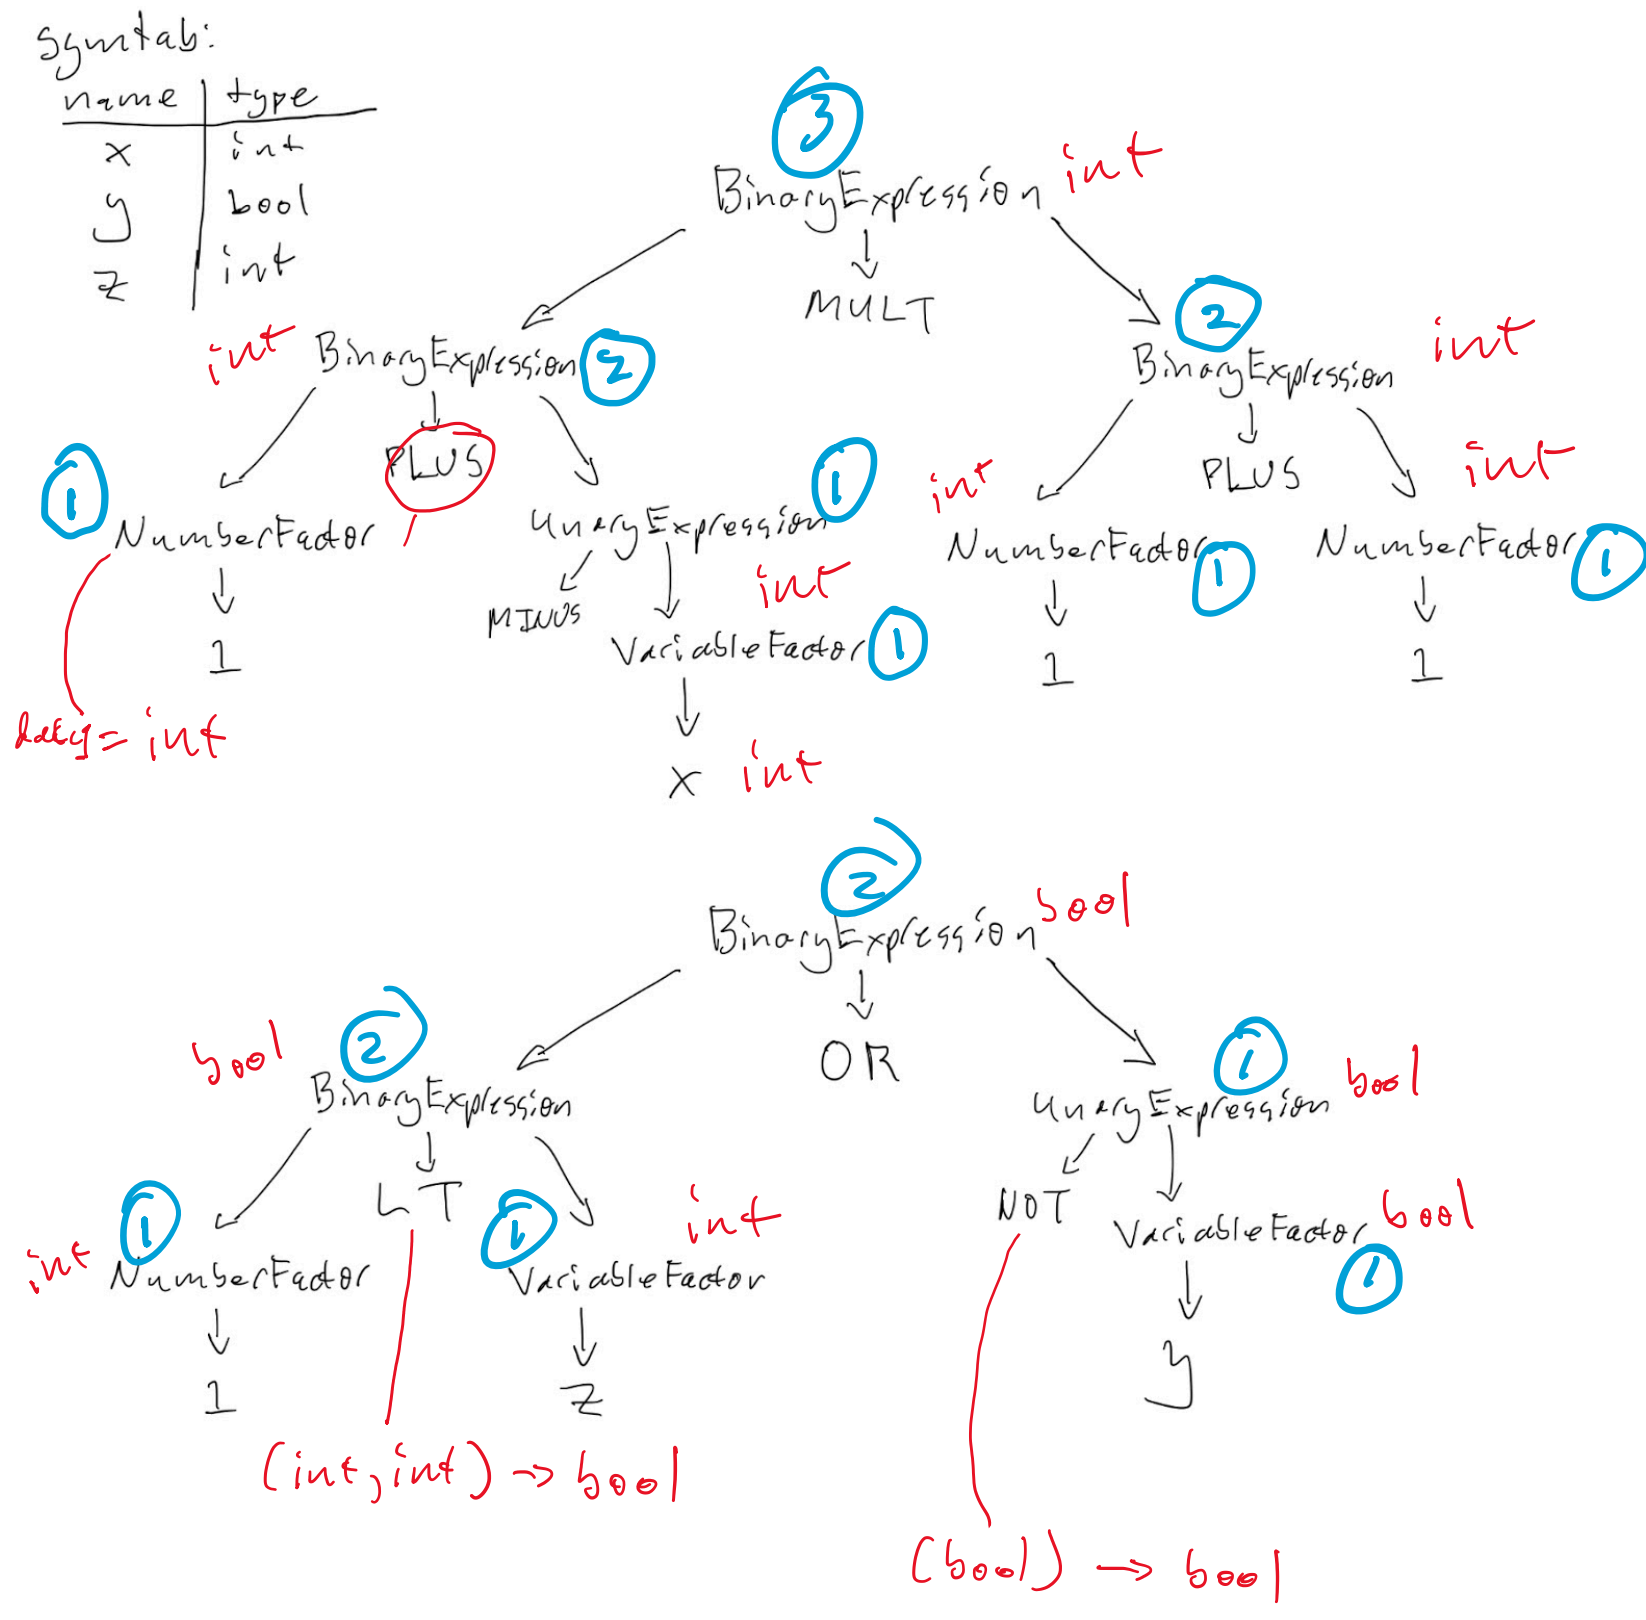 symtab:
name type
x int
y bool
z int
3
BinaryExpression int
MULT
int BinaryExpression 2
2
BinaryExpression int
1
NumberFactor
PLUS
UnaryExpression 1
int
NumberFactor 1
PLUS
int
NumberFactor 1
1
MINUS
int
VariableFactor 1
1
1
= int
x int
2
BinaryExpression bool
OR
bool 2
BinaryExpression
1
UnaryExpression bool
int 1
NumberFactor
LT
1 int
VariableFactor
NOT
VariableFactor bool
1
1
z
y
(int, int) -> bool
(bool) -> bool